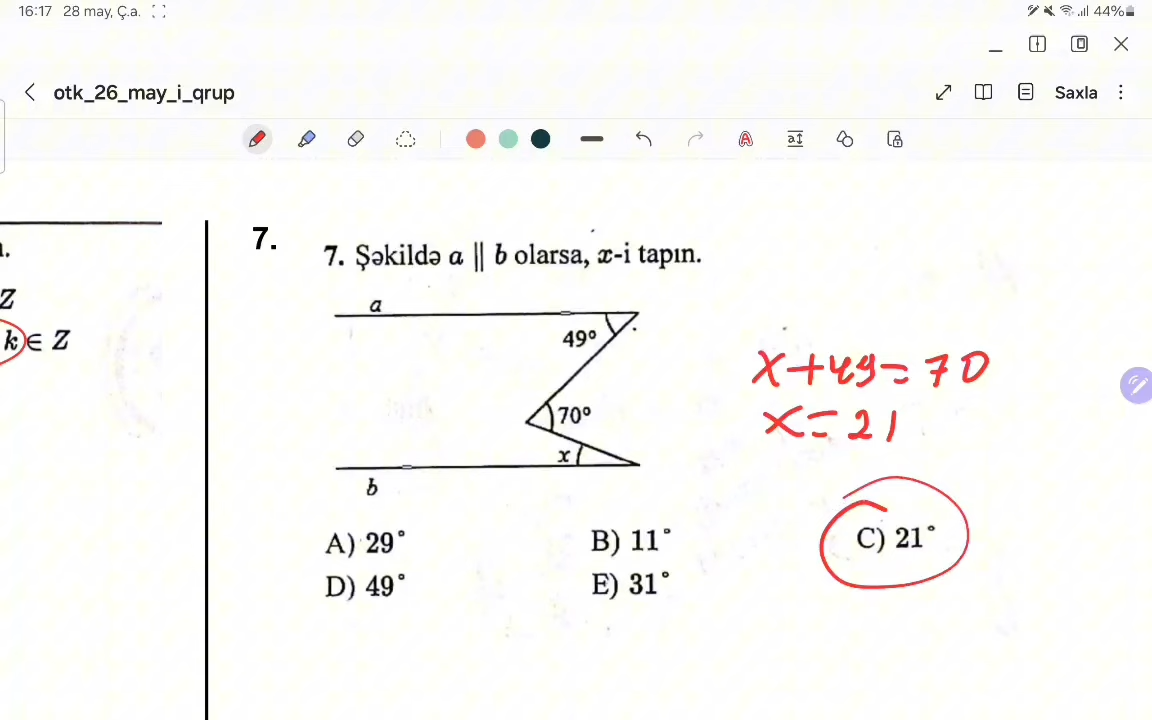 16:17 28 may, Ç.a. 44%
otk_26_may_i_qrup
Saxla
Z
k ∈ Z
7.
7. Şəkildə a || b olarsa, x-i tapın.
a
49°
70°
x
b
x+49=70
x=21
A) 29° B) 11° C) 21°
D) 49° E) 31°